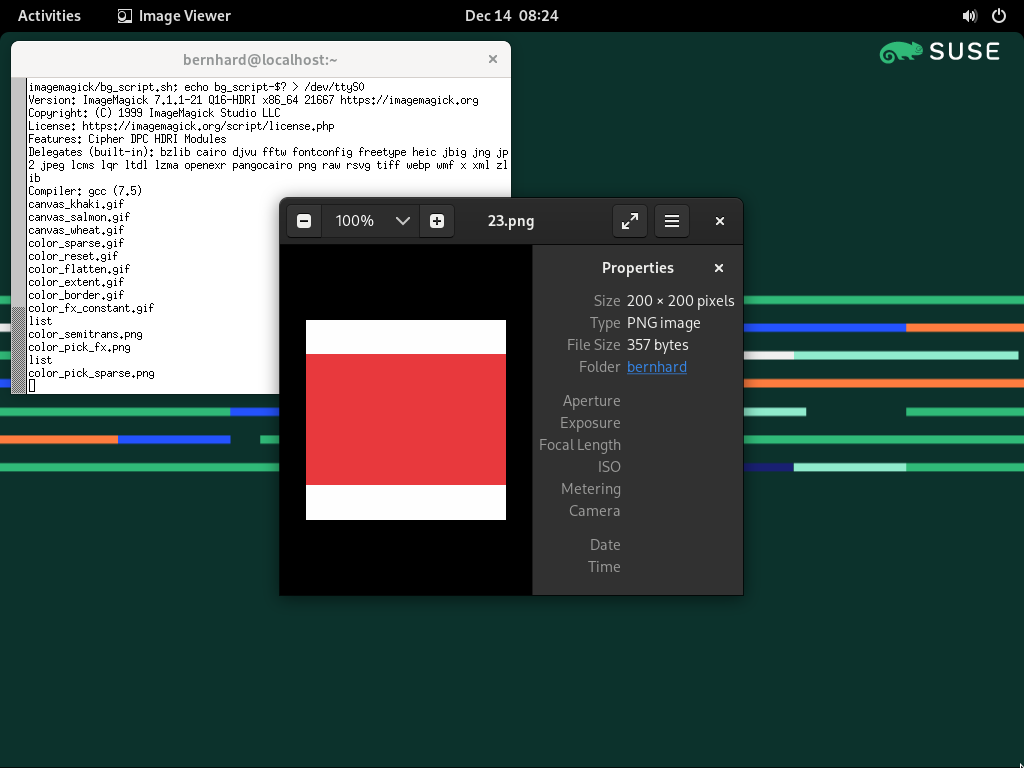 Activities
Image Viewer
Dec 14 08:24
SUSE
bernhard@localhost:~
imagemagick/bg_script.sh; echo bg_script-$? > /dev/ttyS0
Version: ImageMagick 7.1.1-21 Q16-HDRI x86_64 21667 https://imagemagick.org
Copyright: (C) 1999 ImageMagick Studio LLC
License: https://imagemagick.org/script/license.php
Features: Cipher DPC HDRI Modules
Delegates (built-in): bzlib cairo djvu fftw fontconfig freetype heic jbig jng jp
2 jpeg lcms lqr ltdl lzma openexr pangocairo png raw rsvg tiff webp wmf x xml zl
ib
Compiler: gcc (7.5)
canvas_khaki.gif
canvas_salmon.gif
canvas_wheat.gif
color_sparse.gif
color_reset.gif
color_flatten.gif
color_extent.gif
color_border.gif
color_fx_constant.gif
list
color_semitrans.png
color_pick_fx.png
list
color_pick_sparse.png
100%
23.png
Properties
Size 200 × 200 pixels
Type PNG image
File Size 357 bytes
Folder bernhard
Aperture
Exposure
Focal Length
ISO
Metering
Camera
Date
Time